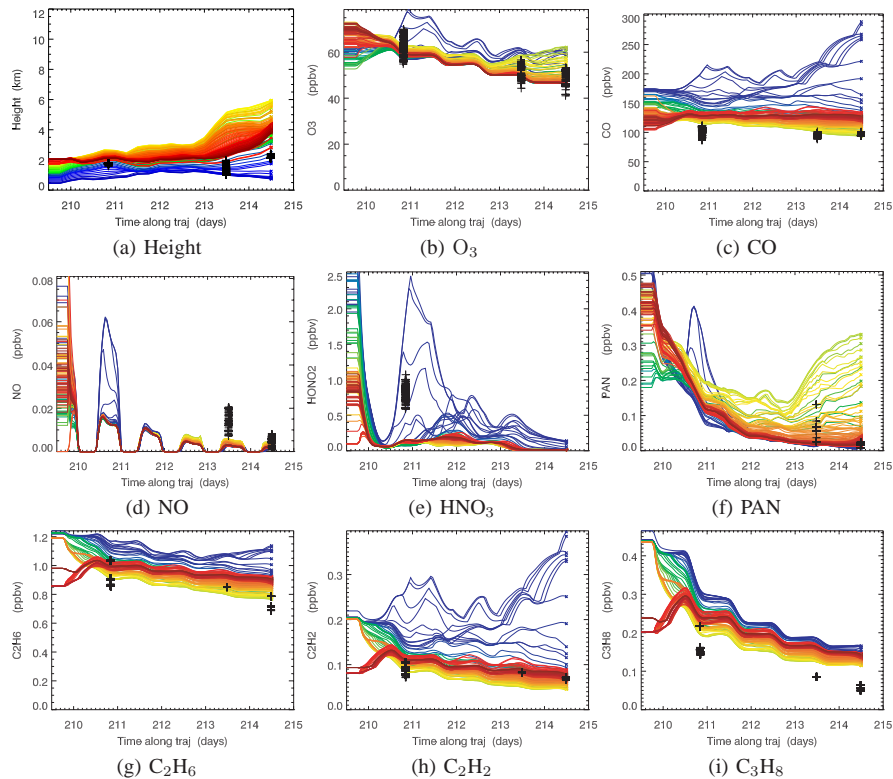 12
10
8
6
4
2
0
Height (km)
210 211 212 213 214 215
Time along traj (days)
(a) Height
60
40
20
0
O3 (ppbv)
210 211 212 213 214 215
Time along traj (days)
(b) O3
300
250
200
150
100
50
0
CO (ppbv)
210 211 212 213 214 215
Time along traj (days)
(c) CO
0.08
0.06
0.04
0.02
0.00
NO (ppbv)
210 211 212 213 214 215
Time along traj (days)
(d) NO
2.5
2.0
1.5
1.0
0.5
0.0
HONO2 (ppbv)
210 211 212 213 214 215
Time along traj (days)
(e) HNO3
0.5
0.4
0.3
0.2
0.1
0.0
PAN (ppbv)
210 211 212 213 214 215
Time along traj (days)
(f) PAN
1.2
1.0
0.8
0.6
0.4
0.2
0.0
C2H6 (ppbv)
210 211 212 213 214 215
Time along traj (days)
(g) C2H6
0.3
0.2
0.1
0.0
C2H2 (ppbv)
210 211 212 213 214 215
Time along traj (days)
(h) C2H2
0.4
0.3
0.2
0.1
0.0
C3H8 (ppbv)
210 211 212 213 214 215
Time along traj (days)
(i) C3H8